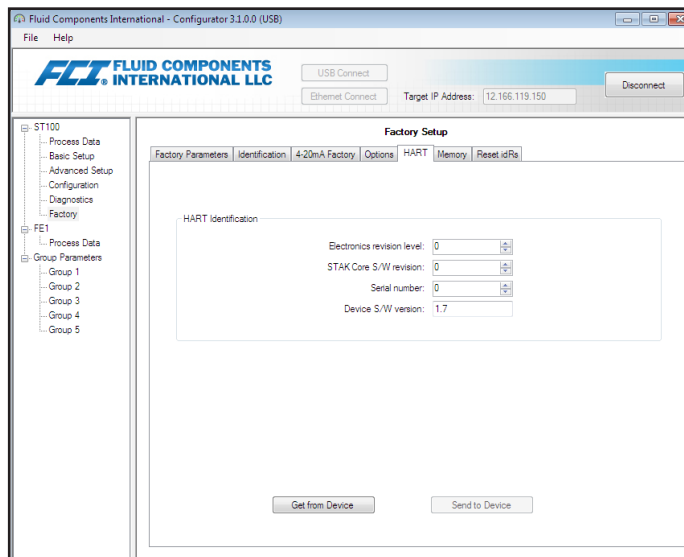 Fluid Components International - Configurator 3.1.0.0 (USB)
File Help
FCI. FLUID COMPONENTS
® INTERNATIONAL LLC
USB Connect
Ethernet Connect
Target IP Address: 12.166.119.150
Disconnect
ST100
Process Data
Basic Setup
Advanced Setup
Configuration
Diagnostics
Factory
FE1
Process Data
Group Parameters
Group 1
Group 2
Group 3
Group 4
Group 5
Factory Setup
Factory Parameters Identification 4-20mA Factory Options HART Memory Reset idRs
HART Identification
Electronics revision level: 0
STAK Core S/W revision: 0
Serial number: 0
Device S/W version: 1.7
Get from Device Send to Device